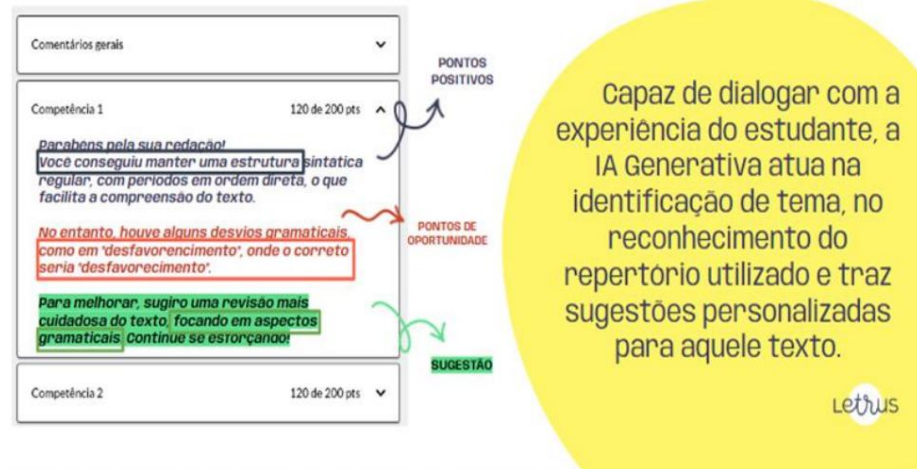 Comentários gerais
Competência 1 120 de 200 pts
Parabéns pela sua redação!
Você conseguiu manter uma estrutura sintática
regular, com períodos em ordem direta, o que
facilita a compreensão do texto.
No entanto, houve alguns desvios gramaticais,
como em "desfavorencimento", onde o correto
seria "desfavorecimento".
Para melhorar, sugiro uma revisão mais
cuidadosa do texto, focando em aspectos
gramaticais. Continue se esforçando!
Competência 2 120 de 200 pts
PONTOS
POSITIVOS
PONTOS DE
OPORTUNIDADE
SUGESTÃO
Capaz de dialogar com a
experiência do estudante, a
IA Generativa atua na
identificação de tema, no
reconhecimento do
repertório utilizado e traz
sugestões personalizadas
para aquele texto.
Letrus